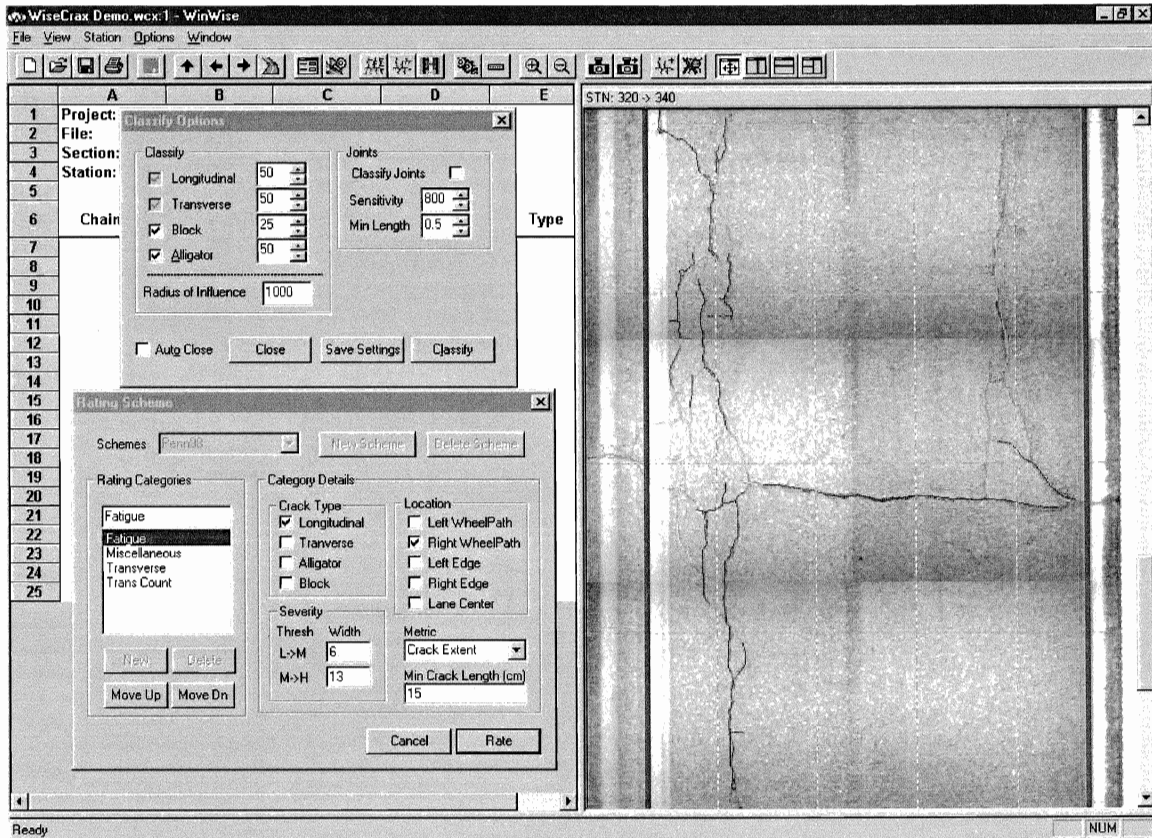 WiseCrax Demo.wcx:1 - WinWise
File View Station Options Window
A B C D E
STN: 320 -> 340
1 Project:
2 File:
3 Section:
4 Station:
5
6 Chain Type
7
8
9
10
11
12
13
14
15
16
17
18
19
20
21
22
23
24
25
Classify Options
Classify
Longitudinal 50
Transverse 50
Block 25
Alligator 50
Radius of Influence 1000
Joints
Classify Joints
Sensitivity 800
Min Length 0.5
Auto Close Close Save Settings Classify
Rating Scheme
Schemes Penn98 New Scheme Delete Scheme
Rating Categories
Fatigue
Fatigue
Miscellaneous
Transverse
Trans Count
New Delete
Move Up Move Dn
Category Details
Crack Type
Longitudinal
Tranverse
Alligator
Block
Location
Left WheelPath
Right WheelPath
Left Edge
Right Edge
Lane Center
Severity
Thresh Width
L->M 6
M->H 13
Metric
Crack Extent
Min Crack Length (cm)
15
Cancel Rate
Ready NUM